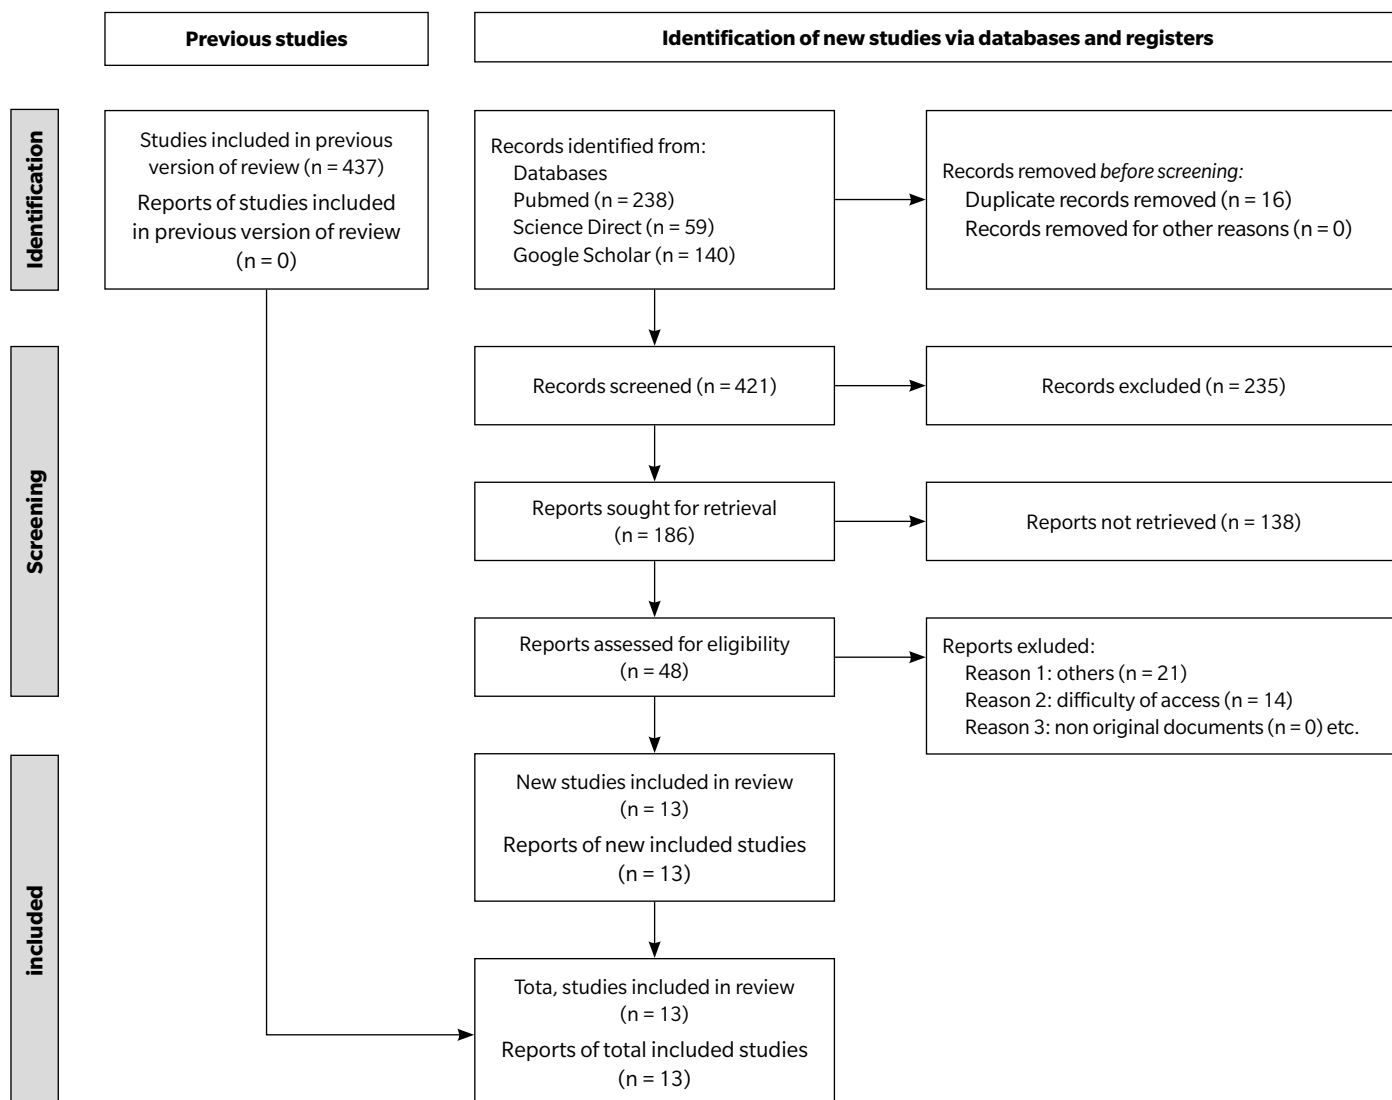 Previous studies
Identification of new studies via databases and registers
Identification
Studies included in previous
version of review (n = 437)
Reports of studies included
in previous version of review
(n = 0)
Records identified from:
Databases
Pubmed (n = 238)
Science Direct (n = 59)
Google Scholar (n = 140)
Records removed before screening:
Duplicate records removed (n = 16)
Records removed for other reasons (n = 0)
Screening
Records screened (n = 421)
Records excluded (n = 235)
Reports sought for retrieval
(n = 186)
Reports not retrieved (n = 138)
Reports assessed for eligibility
(n = 48)
Reports exluded:
Reason 1: others (n = 21)
Reason 2: difficulty of access (n = 14)
Reason 3: non original documents (n = 0) etc.
included
New studies included in review
(n = 13)
Reports of new included studies
(n = 13)
Tota, studies included in review
(n = 13)
Reports of total included studies
(n = 13)